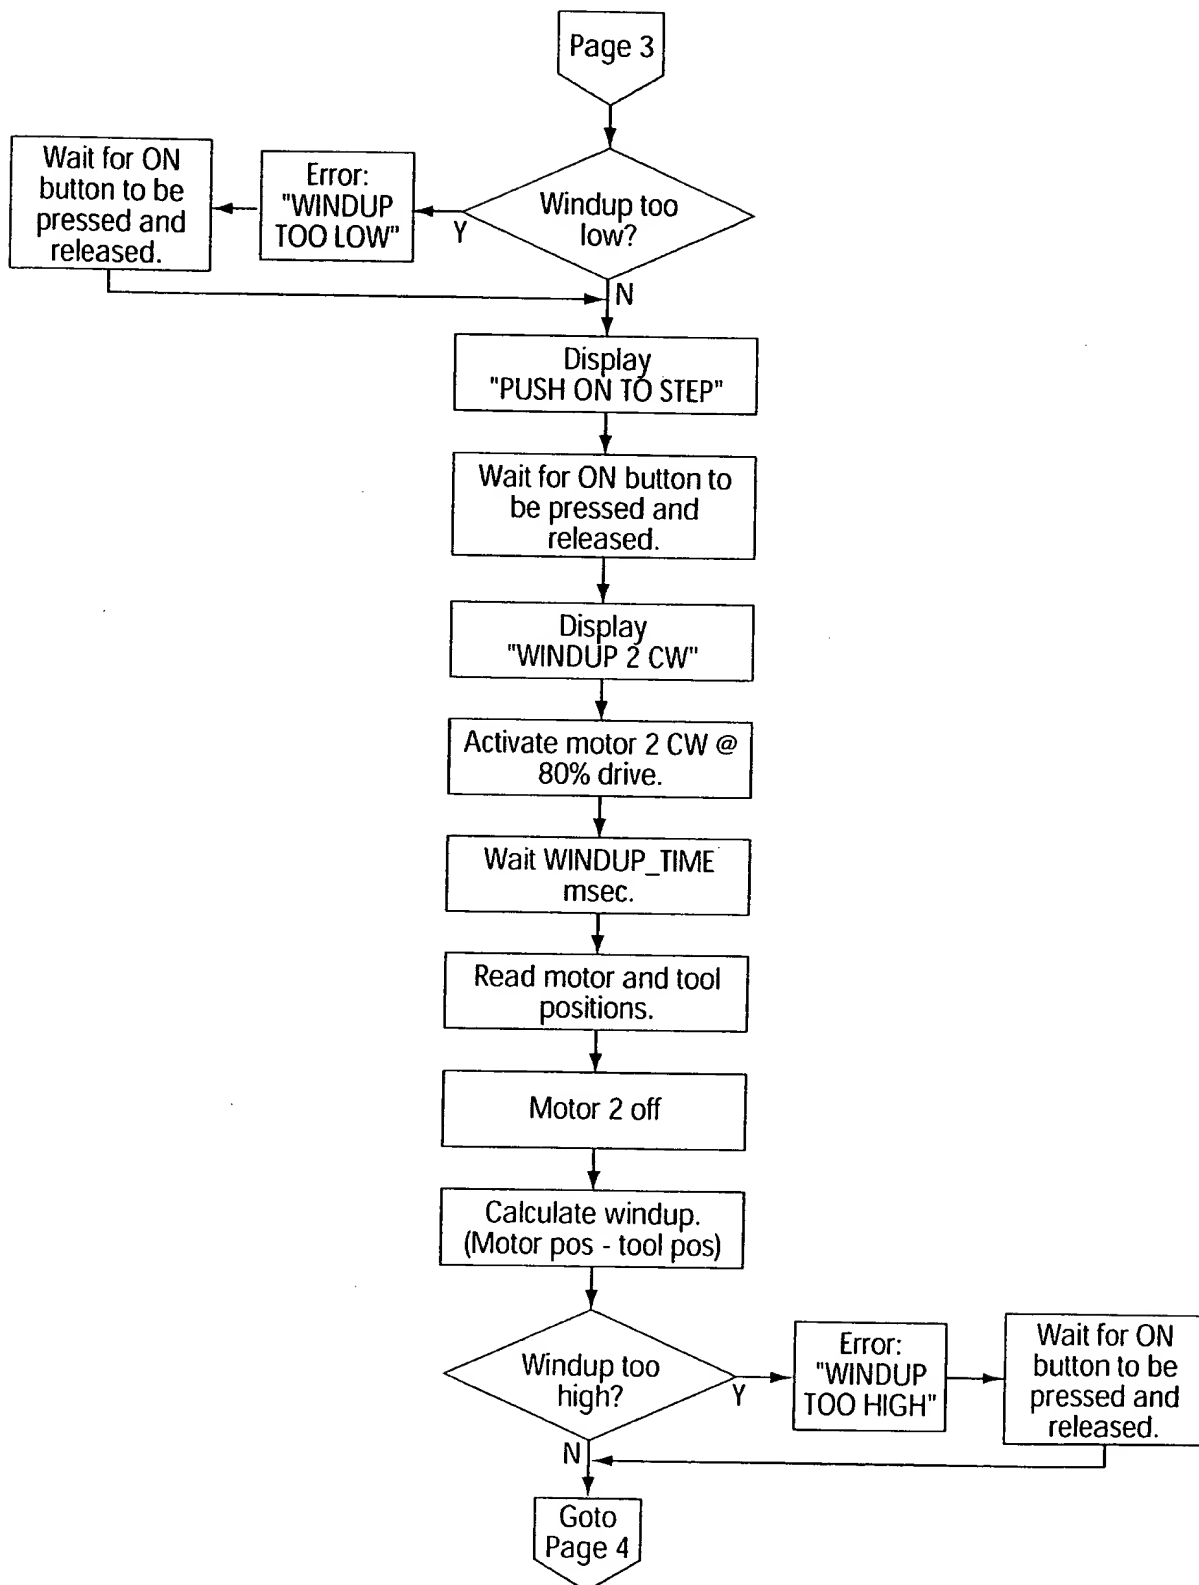 Page 3
Windup too
low?
Y
N
Error:
"WINDUP
TOO LOW"
Wait for ON
button to be
pressed and
released.
Display
"PUSH ON TO STEP"
Wait for ON button to
be pressed and
released.
Display
"WINDUP 2 CW"
Activate motor 2 CW @
80% drive.
Wait WINDUP_TIME
msec.
Read motor and tool
positions.
Motor 2 off
Calculate windup.
(Motor pos - tool pos)
Windup too
high?
Y
N
Error:
"WINDUP
TOO HIGH"
Wait for ON
button to be
pressed and
released.
Goto
Page 4